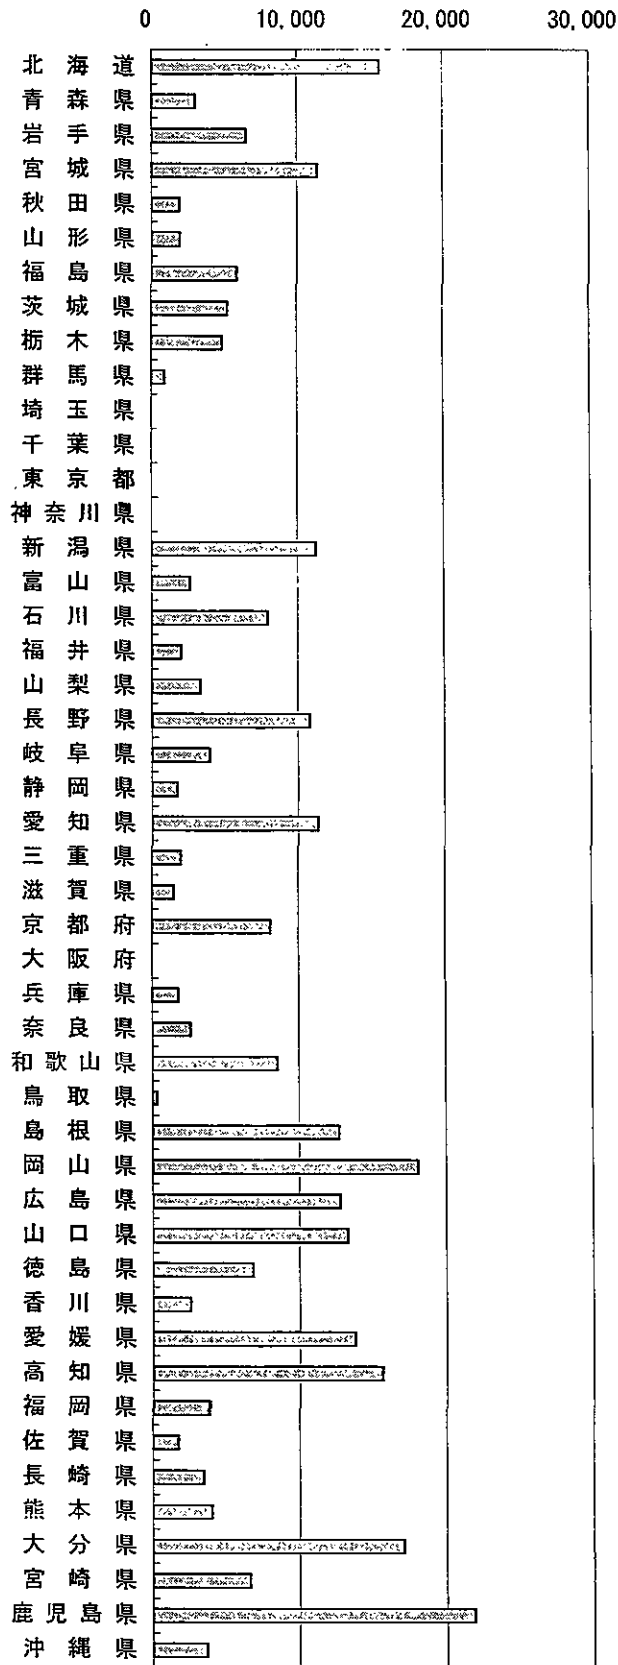 0 10,000 20,000 30,000
北海道
青森県
岩手県
宮城県
秋田県
山形県
福島県
茨城県
栃木県
群馬県
埼玉県
千葉県
東京都
神奈川県
新潟県
富山県
石川県
福井県
山梨県
長野県
岐阜県
静岡県
愛知県
三重県
滋賀県
京都府
大阪府
兵庫県
奈良県
和歌山県
鳥取県
島根県
岡山県
広島県
山口県
徳島県
香川県
愛媛県
高知県
福岡県
佐賀県
長崎県
熊本県
大分県
宮崎県
鹿児島県
沖縄県